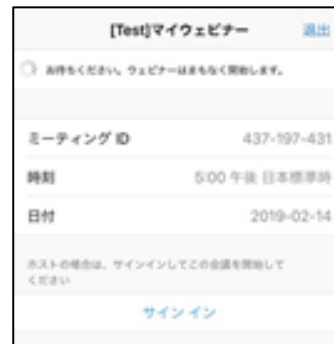 [Test]マイウェビナー 退出
お待ちください。ウェビナーはまもなく開始します。
ミーティング ID 437-197-431
時刻 5:00 午後 日本標準時
日付 2019-02-14
ホストの場合は、サインインしてこの会議を開始して
ください
サイン イン